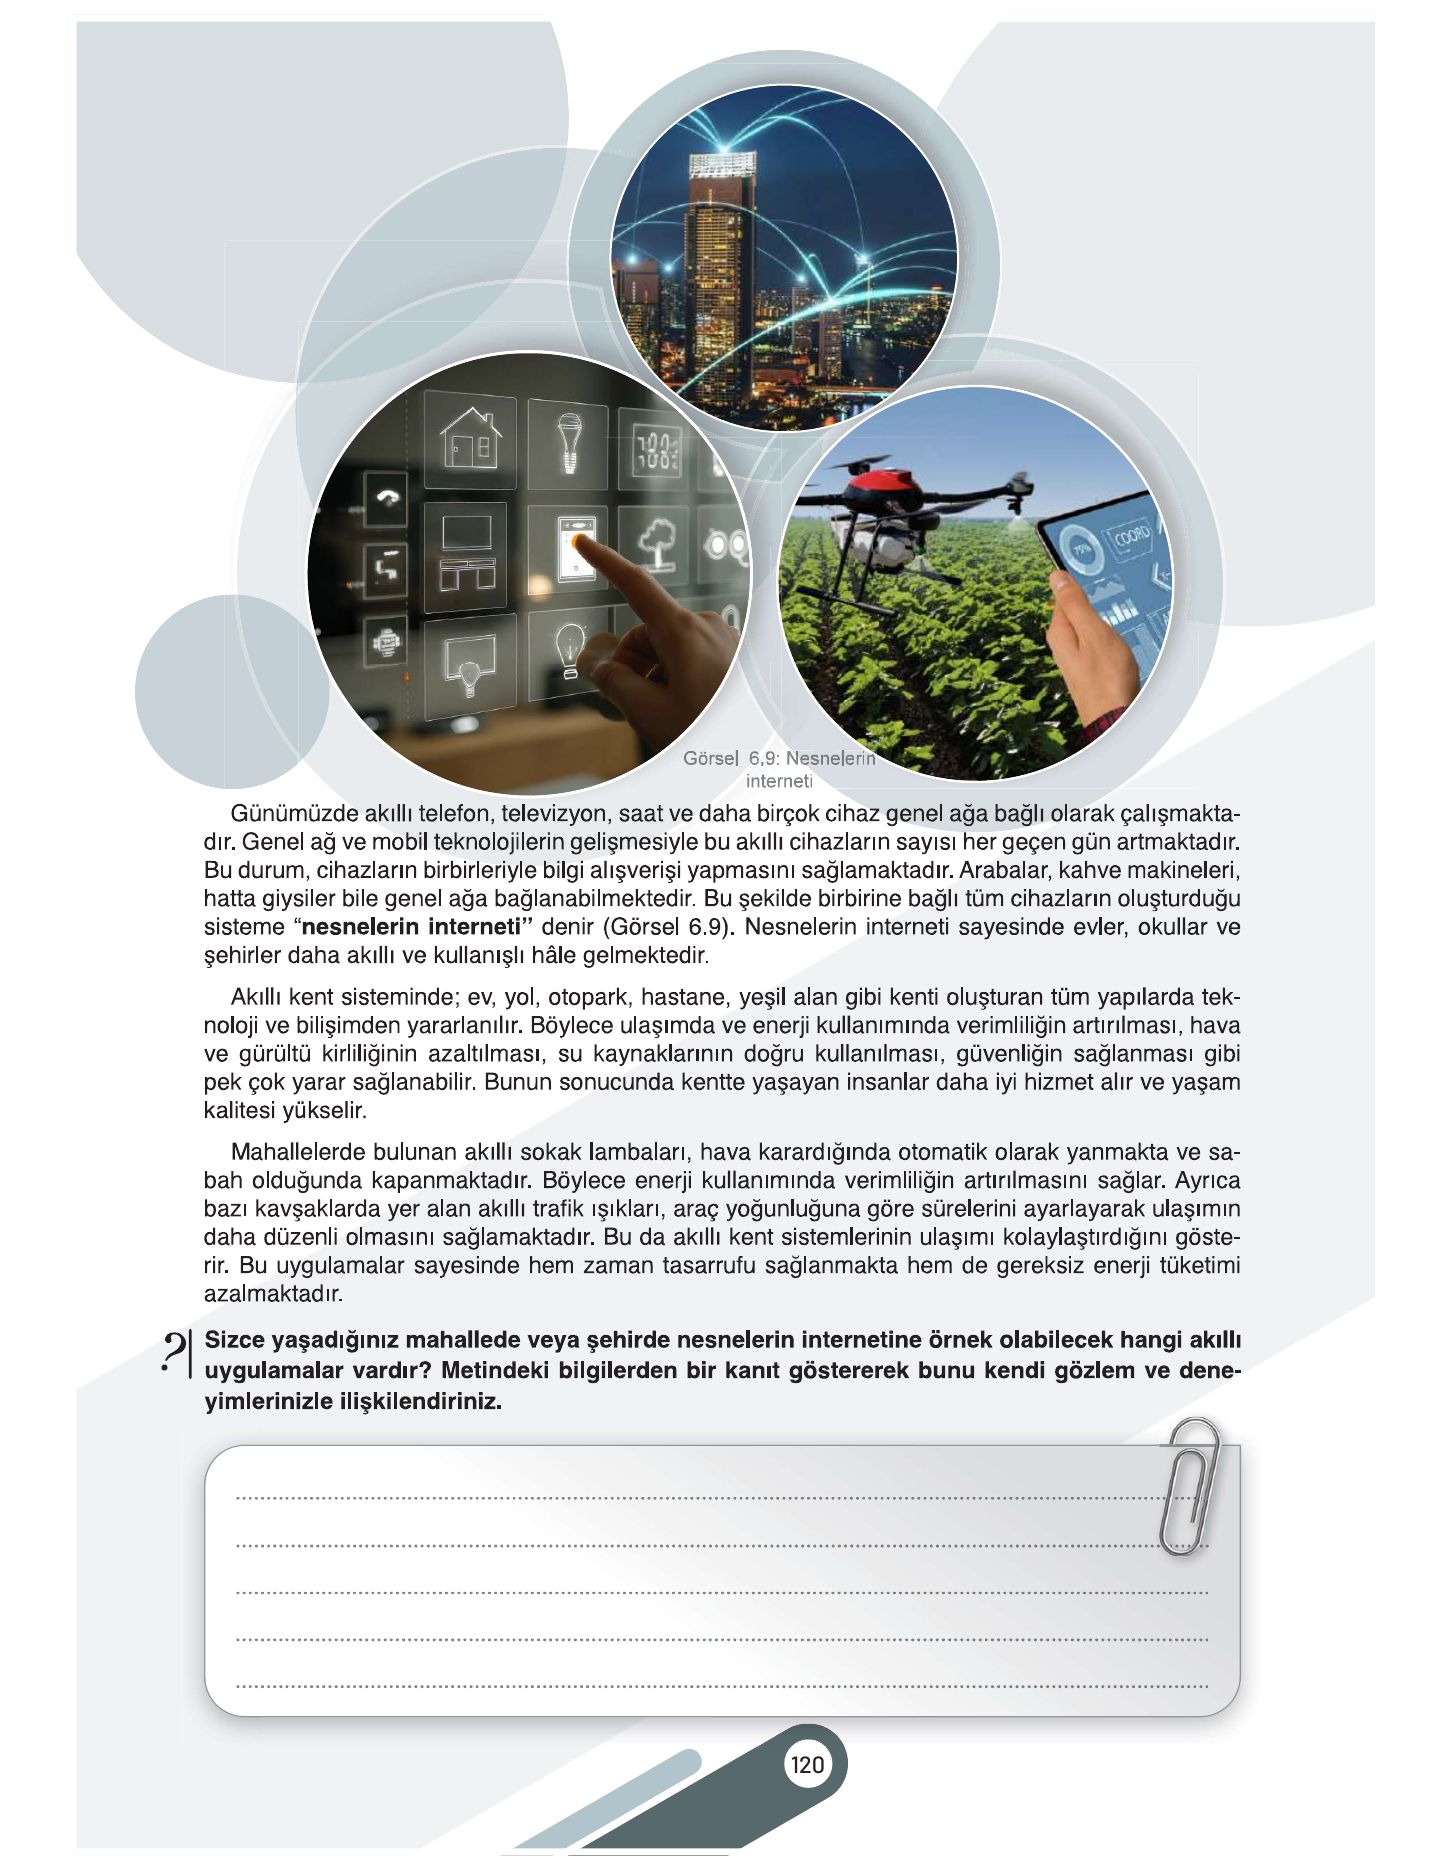 75%
COORD
Görsel 6.9: Nesnelerin
interneti
Günümüzde akıllı telefon, televizyon, saat ve daha birçok cihaz genel ağa bağlı olarak çalışmakta-
dır. Genel ağ ve mobil teknolojilerin gelişmesiyle bu akıllı cihazların sayısı her geçen gün artmaktadır.
Bu durum, cihazların birbirleriyle bilgi alışverişi yapmasını sağlamaktadır. Arabalar, kahve makineleri,
hatta giysiler bile genel ağa bağlanabilmektedir. Bu şekilde birbirine bağlı tüm cihazların oluşturduğu
sisteme “nesnelerin interneti” denir (Görsel 6.9). Nesnelerin interneti sayesinde evler, okullar ve
şehirler daha akıllı ve kullanışlı hâle gelmektedir.
Akıllı kent sisteminde; ev, yol, otopark, hastane, yeşil alan gibi kenti oluşturan tüm yapılarda tek-
noloji ve bilişimden yararlanılır. Böylece ulaşımda ve enerji kullanımında verimliliğin artırılması, hava
ve gürültü kirliliğinin azaltılması, su kaynaklarının doğru kullanılması, güvenliğin sağlanması gibi
pek çok yarar sağlanabilir. Bunun sonucunda kentte yaşayan insanlar daha iyi hizmet alır ve yaşam
kalitesi yükselir.
Mahallelerde bulunan akıllı sokak lambaları, hava karardığında otomatik olarak yanmakta ve sa-
bah olduğunda kapanmaktadır. Böylece enerji kullanımında verimliliğin artırılmasını sağlar. Ayrıca
bazı kavşaklarda yer alan akıllı trafik ışıkları, araç yoğunluğuna göre sürelerini ayarlayarak ulaşımın
daha düzenli olmasını sağlamaktadır. Bu da akıllı kent sistemlerinin ulaşımı kolaylaştırdığını göste-
rir. Bu uygulamalar sayesinde hem zaman tasarrufu sağlanmakta hem de gereksiz enerji tüketimi
azalmaktadır.
?
Sizce yaşadığınız mahallede veya şehirde nesnelerin internetine örnek olabilecek hangi akıllı
uygulamalar vardır? Metindeki bilgilerden bir kanıt göstererek bunu kendi gözlem ve dene-
yimlerinizle ilişkilendiriniz.
120